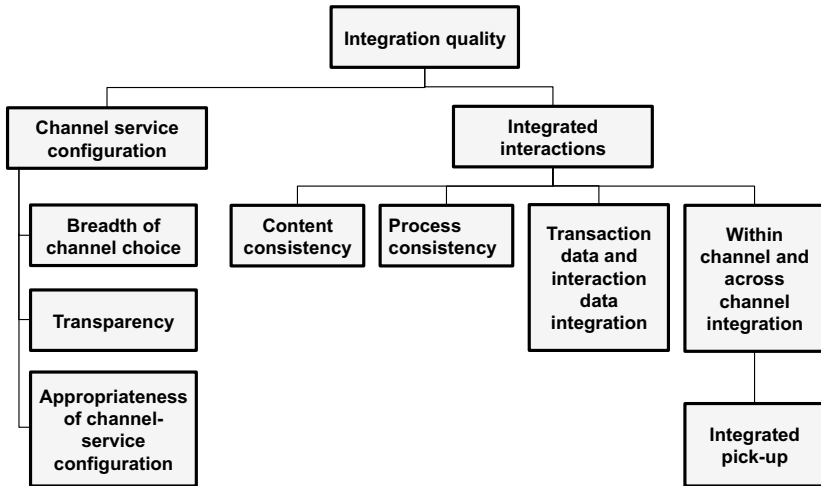 Integration quality
Channel service
configuration
Integrated
interactions
Breadth of
channel choice
Transparency
Appropriateness
of channel-
service
configuration
Content
consistency
Process
consistency
Transaction
data and
interaction
data
integration
Within
channel and
across
channel
integration
Integrated
pick-up